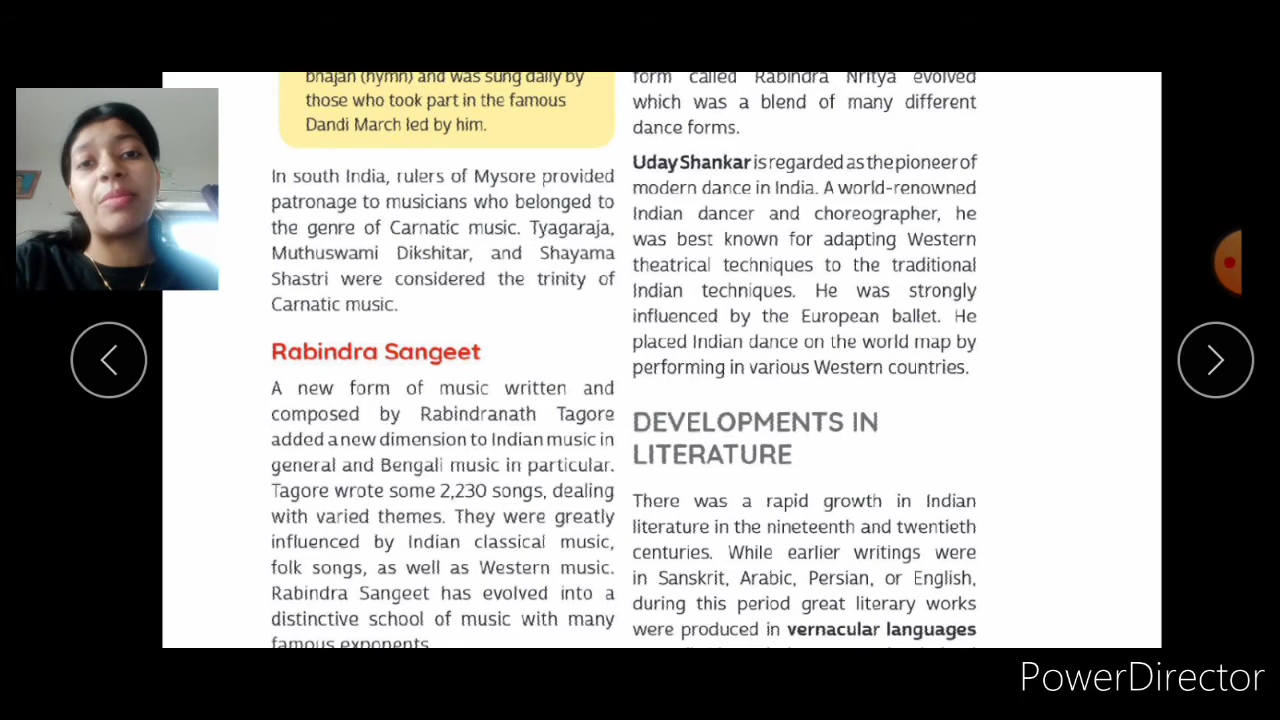 bhajan (hymn) and was sung daily by
those who took part in the famous
Dandi March led by him.
In south India, rulers of Mysore provided
patronage to musicians who belonged to
the genre of Carnatic music. Tyagaraja,
Muthuswami Dikshitar, and Shayama
Shastri were considered the trinity of
Carnatic music.
Rabindra Sangeet
A new form of music written and
composed by Rabindranath Tagore
added a new dimension to Indian music in
general and Bengali music in particular.
Tagore wrote some 2,230 songs, dealing
with varied themes. They were greatly
influenced by Indian classical music,
folk songs, as well as Western music.
Rabindra Sangeet has evolved into a
distinctive school of music with many
famous exponents.
form called Rabindra Nritya evolved
which was a blend of many different
dance forms.
Uday Shankar is regarded as the pioneer of
modern dance in India. A world-renowned
Indian dancer and choreographer, he
was best known for adapting Western
theatrical techniques to the traditional
Indian techniques. He was strongly
influenced by the European ballet. He
placed Indian dance on the world map by
performing in various Western countries.
DEVELOPMENTS IN
LITERATURE
There was a rapid growth in Indian
literature in the nineteenth and twentieth
centuries. While earlier writings were
in Sanskrit, Arabic, Persian, or English,
during this period great literary works
were produced in vernacular languages
PowerDirector